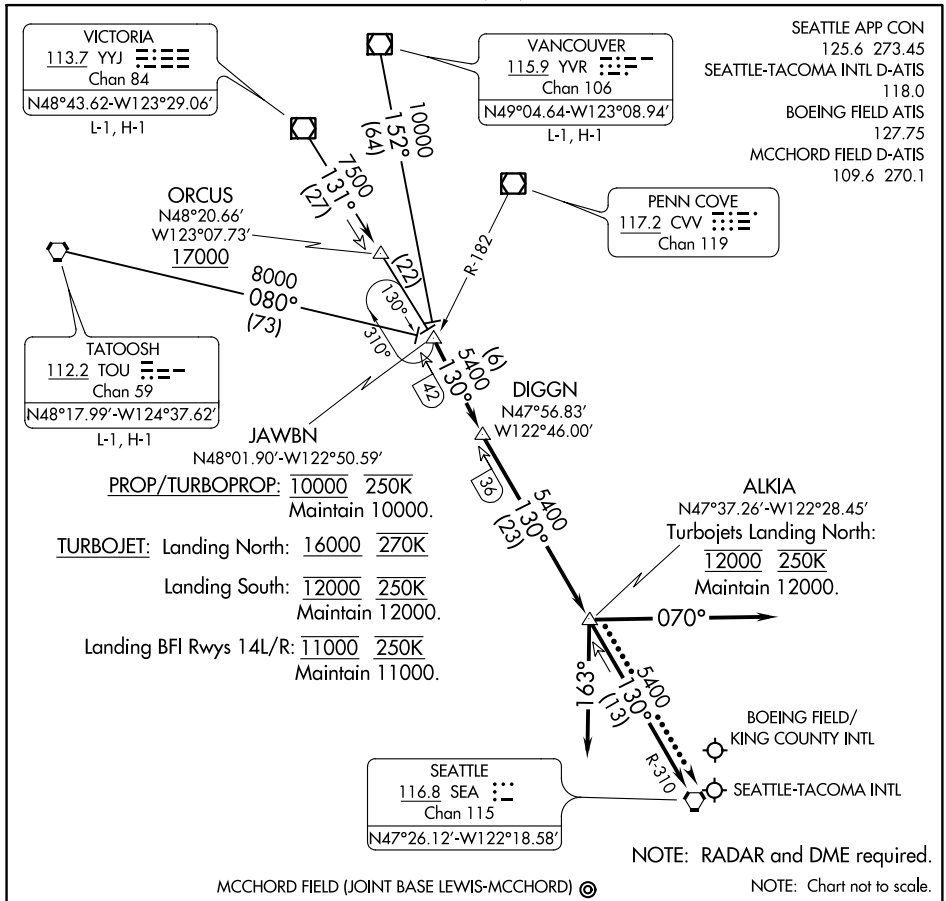 VICTORIA
113.7 YYJ
Chan 84
N48°43.62-W123°29.06′
L-1, H-1
VANCOUVER
115.9 YVR
Chan 106
N49°04.64-W123°08.94′
L-1, H-1
SEATTLE APP CON
125.6 273.45
SEATTLE-TACOMA INTL D-ATIS
118.0
BOEING FIELD ATIS
127.75
MCCHORD FIELD D-ATIS
109.6 270.1
10000
152°
(64)
7500
131°
(27)
ORCUS
N48°20.66′
W123°07.73′
17000
PENN COVE
117.2 CVV
Chan 119
R-182
(22)
8000
080°
(73)
130°
310°
TATOOSH
112.2 TOU
Chan 59
N48°17.99′-W124°37.62′
L-1, H-1
(6)
5400
130°
42
DIGGN
N47°56.83′
W122°46.00′
36
JAWBN
N48°01.90′-W122°50.59′
PROP/TURBOPROP: 10000 250K
Maintain 10000.
TURBOJET: Landing North: 16000 270K
Landing South: 12000 250K
Maintain 12000.
Landing BFI Rwys 14L/R: 11000 250K
Maintain 11000.
5400
130°
(23)
ALKIA
N47°37.26′-W122°28.45′
Turbojets Landing North:
12000 250K
Maintain 12000.
070°
163°
5400
130°
(13)
R-310
BOEING FIELD/
KING COUNTY INTL
SEATTLE-TACOMA INTL
SEATTLE
116.8 SEA
Chan 115
N47°26.12′-W122°18.58′
NOTE: RADAR and DME required.
MCCHORD FIELD (JOINT BASE LEWIS-MCCHORD)
NOTE: Chart not to scale.